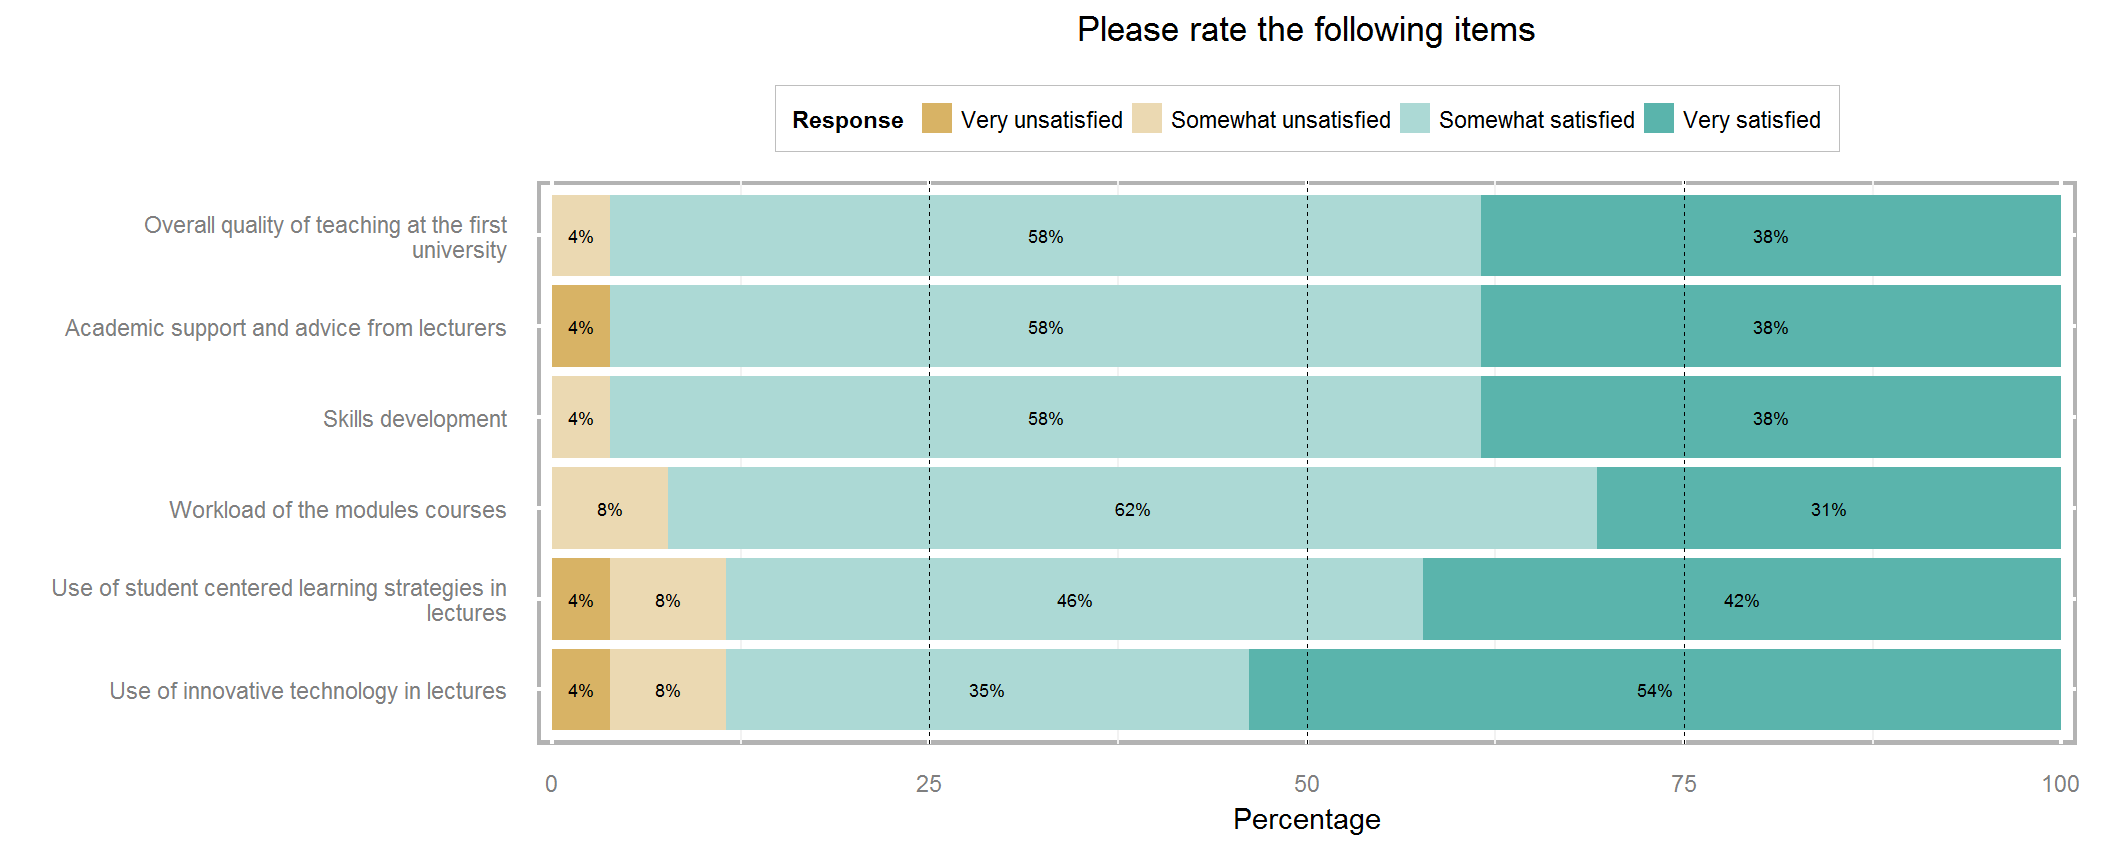 Please rate the following items
Response Very unsatisfied Somewhat unsatisfied Somewhat satisfied Very satisfied
Overall quality of teaching at the first
university
4% 58% 38%
Academic support and advice from lecturers
4% 58% 38%
Skills development
4% 58% 38%
Workload of the modules courses
8% 62% 31%
Use of student centered learning strategies in
lectures
4% 8% 46% 42%
Use of innovative technology in lectures
4% 8% 35% 54%
0 25 50 75 100
Percentage